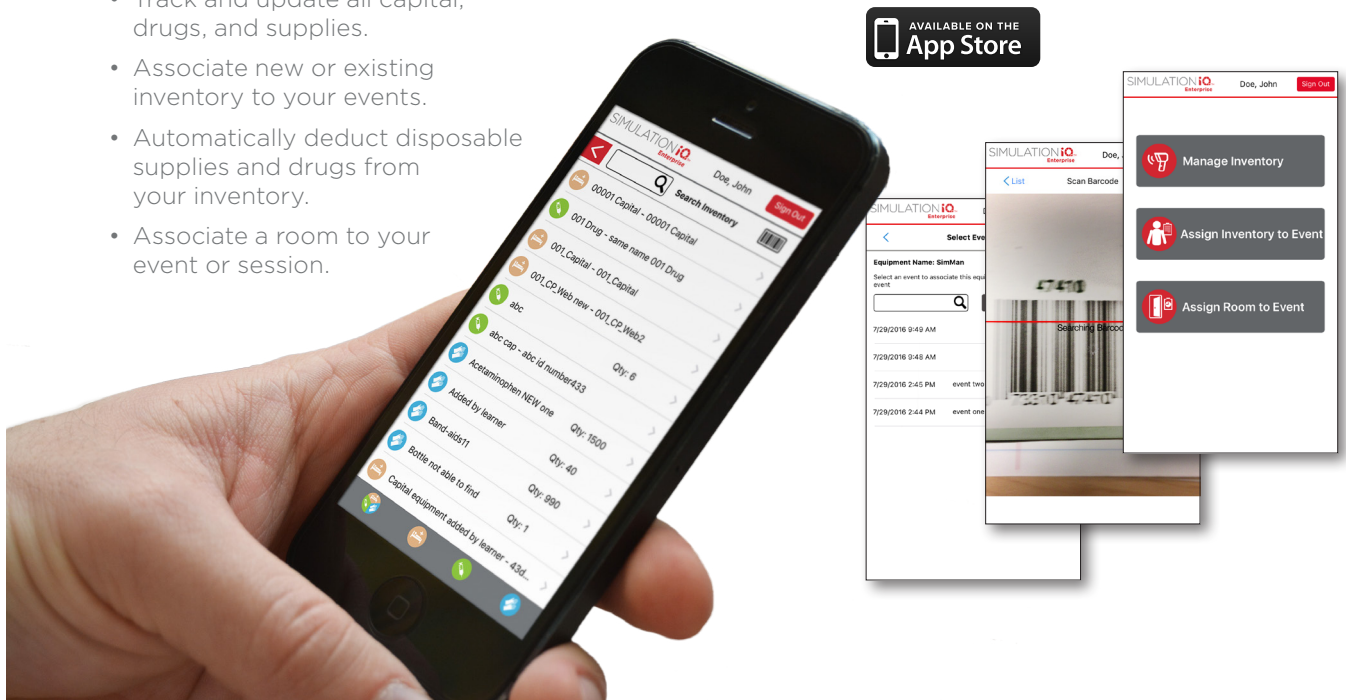 • Track and update all capital,
drugs, and supplies.
• Associate new or existing
inventory to your events.
• Automatically deduct disposable
supplies and drugs from
your inventory.
• Associate a room to your
event or session.
SIMULATION iQ
Enterprise
Doe, John
Sign Out
Search Inventory
00001 Capital - 00001 Capital
001 Drug - same name 001 Drug
001_Capital - 001_Capital
001_CP_Web new - 001_CP_Web2
abc Qty: 6
abc cap - abc id number433
Acetaminophen NEW one Qty: 1500
Added by learner Qty: 40
Band-aids11 Qty: 990
Bottle not able to find Qty: 1
Capital equipment added by learner - 43d...
AVAILABLE ON THE
App Store
SIMULATION iQ
Enterprise
Select Eve
Equipment Name: SimMan
Select an event to associate this equi
event
7/29/2016 9:49 AM
7/29/2016 9:48 AM
7/29/2016 2:45 PM event two
7/29/2016 2:44 PM event one
SIMULATION iQ
Enterprise
Doe,
< List Scan Barcode
47410
Searching Barcod
SIMULATION iQ
Enterprise
Doe, John
Sign Out
Manage Inventory
Assign Inventory to Event
Assign Room to Event